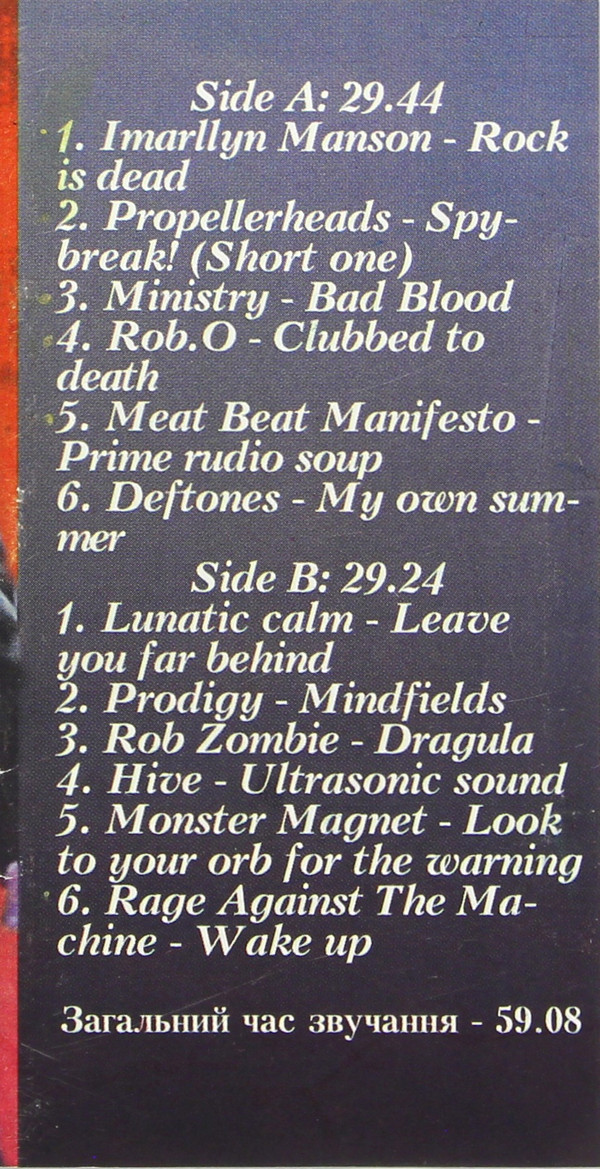 Side A: 29.44
1. Imarllyn Manson - Rock
is dead
2. Propellerheads - Spy-
break! (Short one)
3. Ministry - Bad Blood
4. Rob.O - Clubbed to
death
5. Meat Beat Manifesto -
Prime rudio soup
6. Deftones - My own sum-
mer
Side B: 29.24
1. Lunatic calm - Leave
you far behind
2. Prodigy - Mindfields
3. Rob Zombie - Dragula
4. Hive - Ultrasonic sound
5. Monster Magnet - Look
to your orb for the warning
6. Rage Against The Ma-
chine - Wake up
Загальний час звучання - 59.08